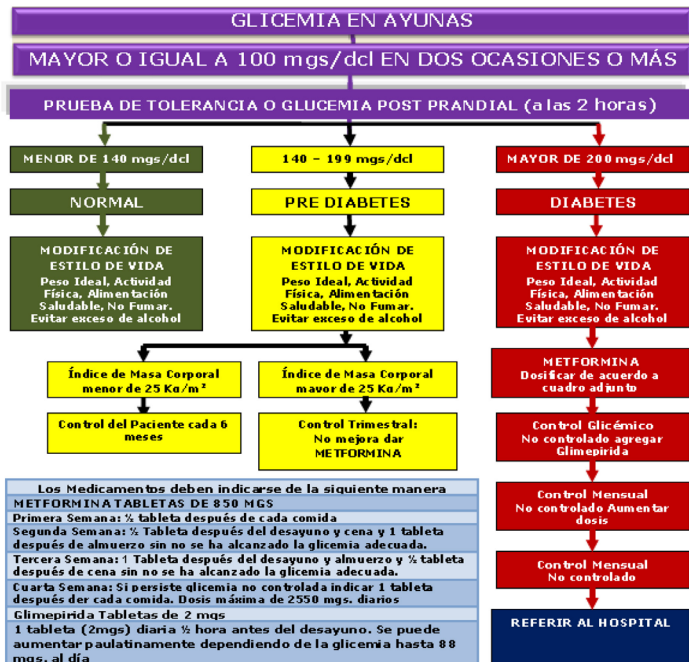 GLICEMIA EN AYUNAS
MAYOR O IGUAL A 100 mgs/dcl EN DOS OCASIONES O MÁS
PRUEBA DE TOLERANCIA O GLUCEMIA POST PRANDIAL (a las 2 horas)
MENOR DE 140 mgs/dcl
NORMAL
MODIFICACIÓN DE
ESTILO DE VIDA
Peso Ideal, Actividad
Física, Alimentación
Saludable, No Fumar.
Evitar exceso de alcohol
140 – 199 mgs/dcl
PRE DIABETES
MODIFICACIÓN DE
ESTILO DE VIDA
Peso Ideal, Actividad
Física, Alimentación
Saludable, No Fumar.
Evitar exceso de alcohol
Índice de Masa Corporal
menor de 25 Kg/m²
Control del Paciente cada 6
meses
Índice de Masa Corporal
mayor de 25 Kg/m²
Control Trimestral:
No mejora dar
METFORMINA
MAYOR DE 200 mgs/dcl
DIABETES
MODIFICACIÓN DE
ESTILO DE VIDA
Peso Ideal, Actividad
Física, Alimentación
Saludable, No Fumar.
Evitar exceso de alcohol
METFORMINA
Dosificar de acuerdo a
cuadro adjunto
Control Glicémico
No controlado agregar
Glimepirida
Control Mensual
No controlado Aumentar
dosis
Control Mensual
No controlado
REFERIR AL HOSPITAL
Los Medicamentos deben indicarse de la siguiente manera
METFORMINA TABLETAS DE 850 MGS
Primera Semana: ½ tableta después de cada comida
Segunda Semana: ½ Tableta después del desayuno y cena y 1 tableta
después de almuerzo sin no se ha alcanzado la glicemia adecuada.
Tercera Semana: 1 Tableta después del desayuno y almuerzo y ½ tableta
después de cena sin no se ha alcanzado la glicemia adecuada.
Cuarta Semana: Si persiste glicemia no controlada indicar 1 tableta
después der cada comida. Dosis máxima de 2550 mgs. diarios
Glimepirida Tabletas de 2 mgs
1 tableta (2mgs) diaria ½ hora antes del desayuno. Se puede
aumentar paulatinamente dependiendo de la glicemia hasta 88
mgs. al día